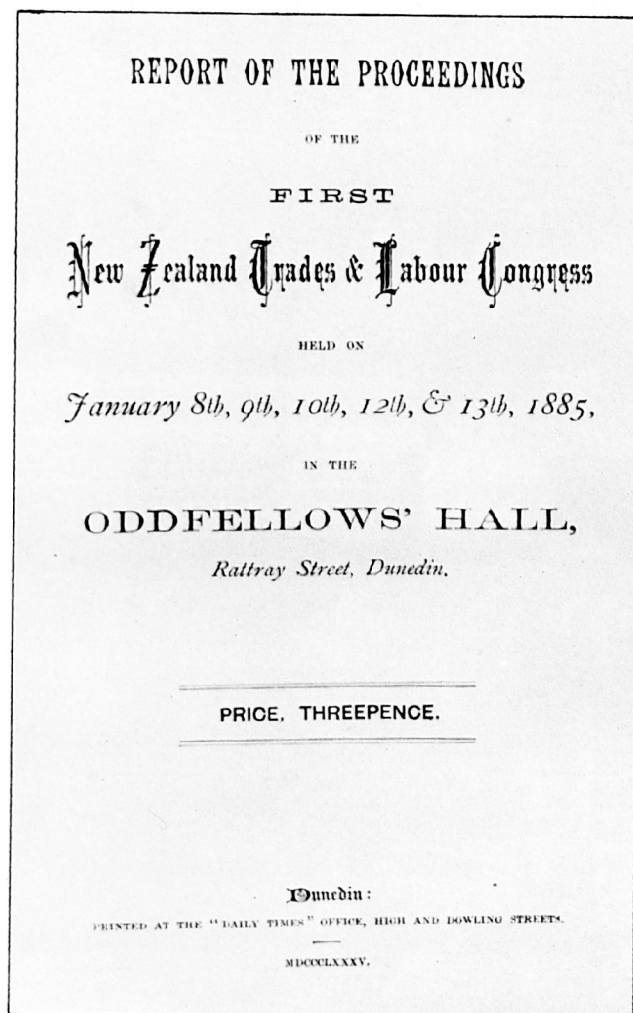 REPORT OF THE PROCEEDINGS
OF THE
FIRST
New Zealand Trades & Labour Congress
HELD ON
January 8th, 9th, 10th, 12th, & 13th, 1885,
IN THE
ODDFELLOWS' HALL,
Rattray Street, Dunedin.
PRICE, THREEPENCE.
Dunedin:
PRINTED AT THE "DAILY TIMES" OFFICE, HIGH AND DOWLING STREETS.
MDCCCLXXXV.